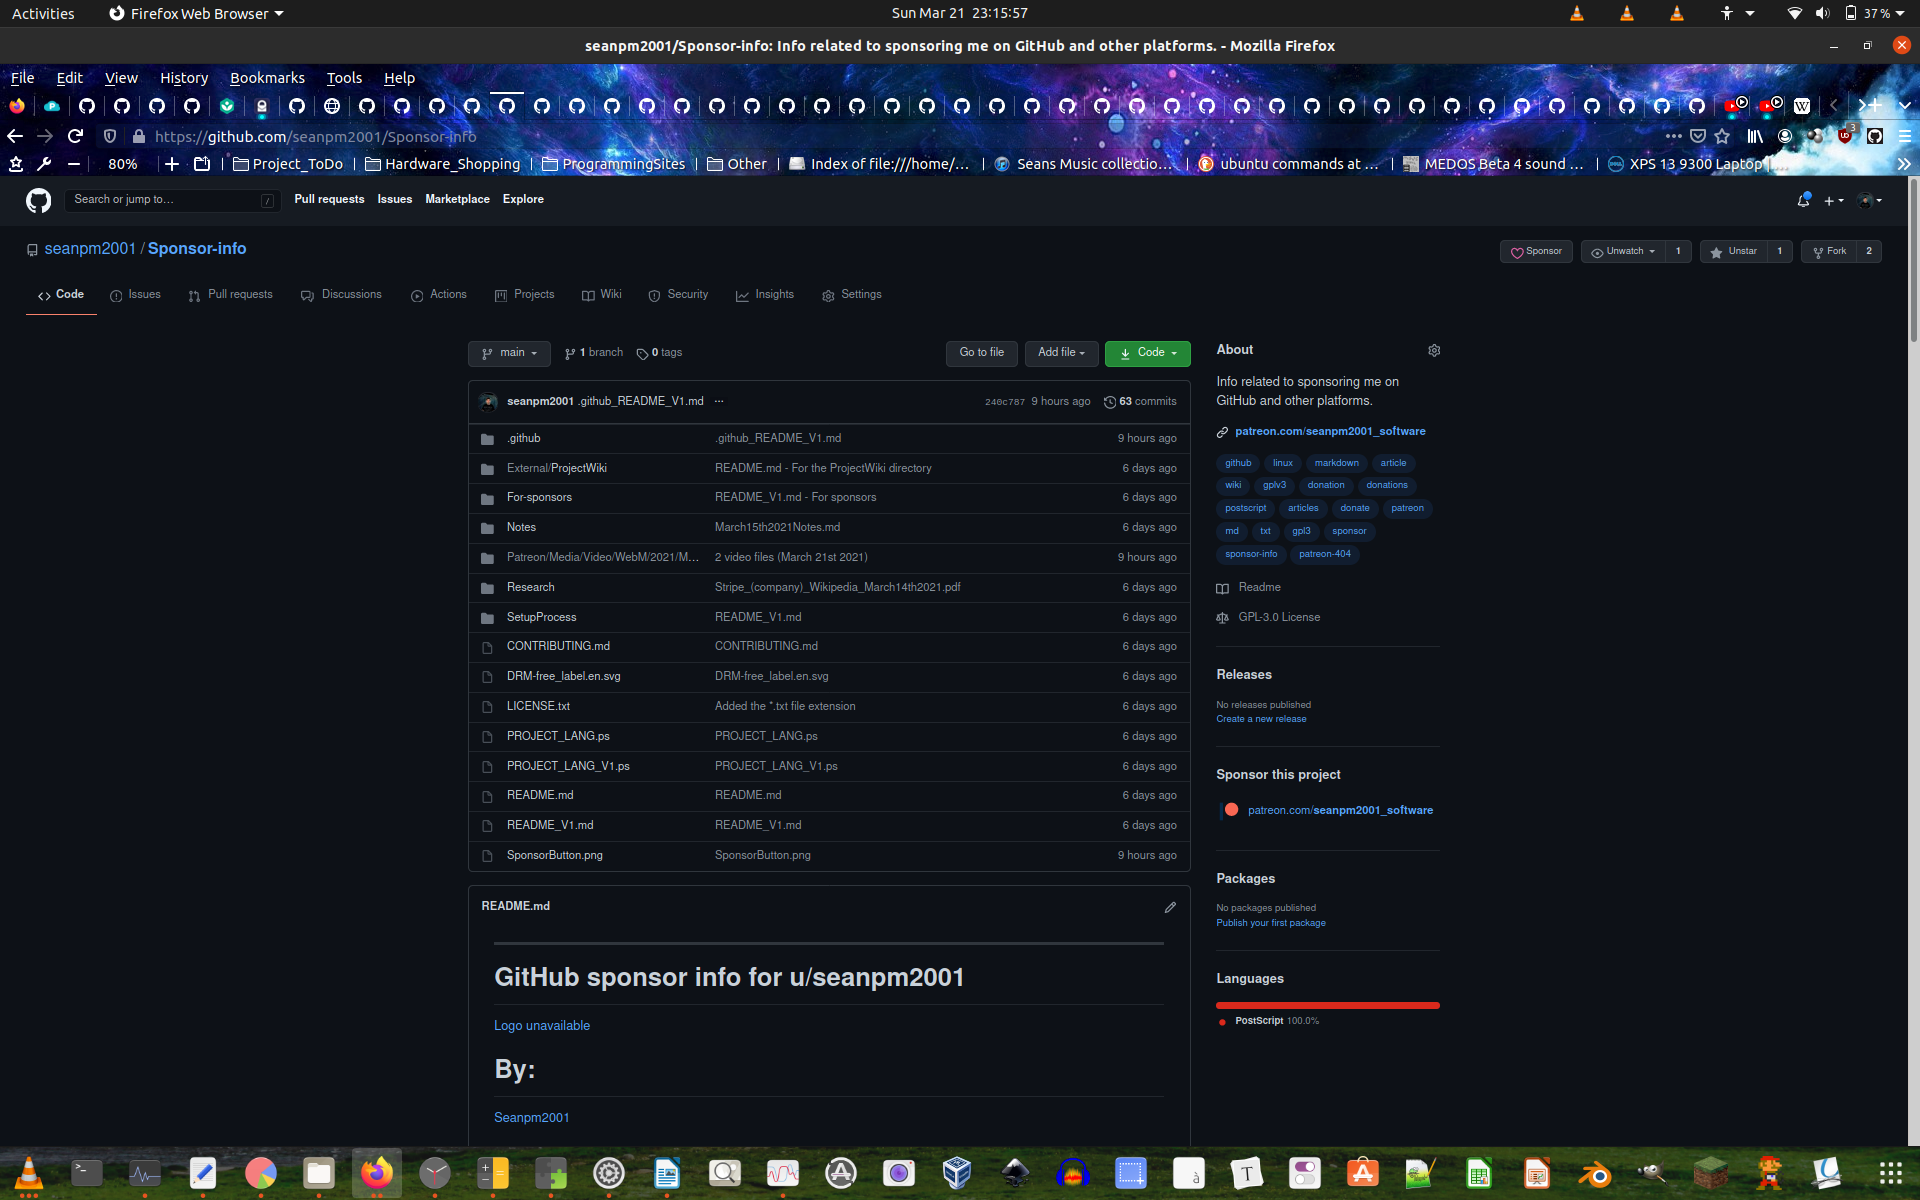 Activities
Firefox Web Browser
Sun Mar 21 23:15:57
37 %
seanpm2001/Sponsor-info: Info related to sponsoring me on GitHub and other platforms. - Mozilla Firefox
File Edit View History Bookmarks Tools Help
https://github.com/seanpm2001/Sponsor-info
3
80%
Project_ToDo
Hardware_Shopping
ProgrammingSites
Other
Index of file:///home/...
Seans Music collectio...
ubuntu commands at ...
MEDOS Beta 4 sound ...
XPS 13 9300 Laptop
Search or jump to... /
Pull requests Issues Marketplace Explore
seanpm2001 / Sponsor-info
Sponsor
Unwatch 1
Unstar 1
Fork 2
Code Issues Pull requests Discussions Actions Projects Wiki Security Insights Settings
main 1 branch 0 tags
Go to file Add file Code
seanpm2001 .github_README_V1.md ... 240c787 9 hours ago 63 commits
.github .github_README_V1.md 9 hours ago
External/ProjectWiki README.md - For the ProjectWiki directory 6 days ago
For-sponsors README_V1.md - For sponsors 6 days ago
Notes March15th2021Notes.md 6 days ago
Patreon/Media/Video/WebM/2021/M... 2 video files (March 21st 2021) 9 hours ago
Research Stripe_(company)_Wikipedia_March14th2021.pdf 6 days ago
SetupProcess README_V1.md 6 days ago
CONTRIBUTING.md CONTRIBUTING.md 6 days ago
DRM-free_label.en.svg DRM-free_label.en.svg 6 days ago
LICENSE.txt Added the *.txt file extension 6 days ago
PROJECT_LANG.ps PROJECT_LANG.ps 6 days ago
PROJECT_LANG_V1.ps PROJECT_LANG_V1.ps 6 days ago
README.md README.md 6 days ago
README_V1.md README_V1.md 6 days ago
SponsorButton.png SponsorButton.png 9 hours ago
README.md
GitHub sponsor info for u/seanpm2001
Logo unavailable
By:
Seanpm2001
About
Info related to sponsoring me on
GitHub and other platforms.
patreon.com/seanpm2001_software
github linux markdown article
wiki gplv3 donation donations
postscript articles donate patreon
md txt gpl3 sponsor
sponsor-info patreon-404
Readme
GPL-3.0 License
Releases
No releases published
Create a new release
Sponsor this project
patreon.com/seanpm2001_software
Packages
No packages published
Publish your first package
Languages
PostScript 100.0%